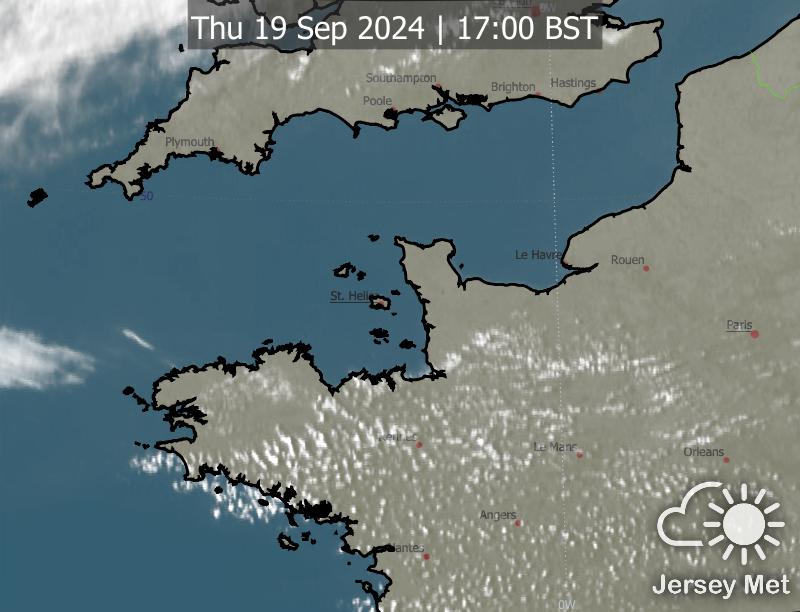 Thu 19 Sep 2024 | 17:00 BST
0W
Southampton
Brighton
Hastings
Poole
Plymouth
50
Le Havre
Rouen
St. Helier
Paris
Rennes
Le Mans
Orleans
Angers
Nantes
Jersey Met
0W